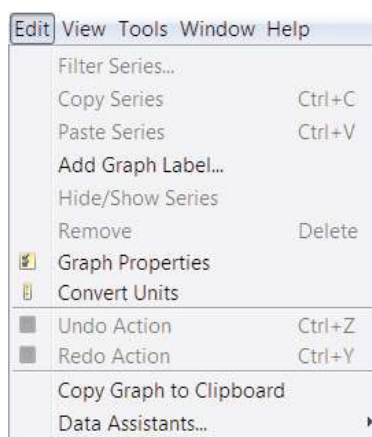 Edit View Tools Window Help
Filter Series...
Copy Series Ctrl+C
Paste Series Ctrl+V
Add Graph Label...
Hide/Show Series
Remove Delete
Graph Properties
Convert Units
Undo Action Ctrl+Z
Redo Action Ctrl+Y
Copy Graph to Clipboard
Data Assistants...